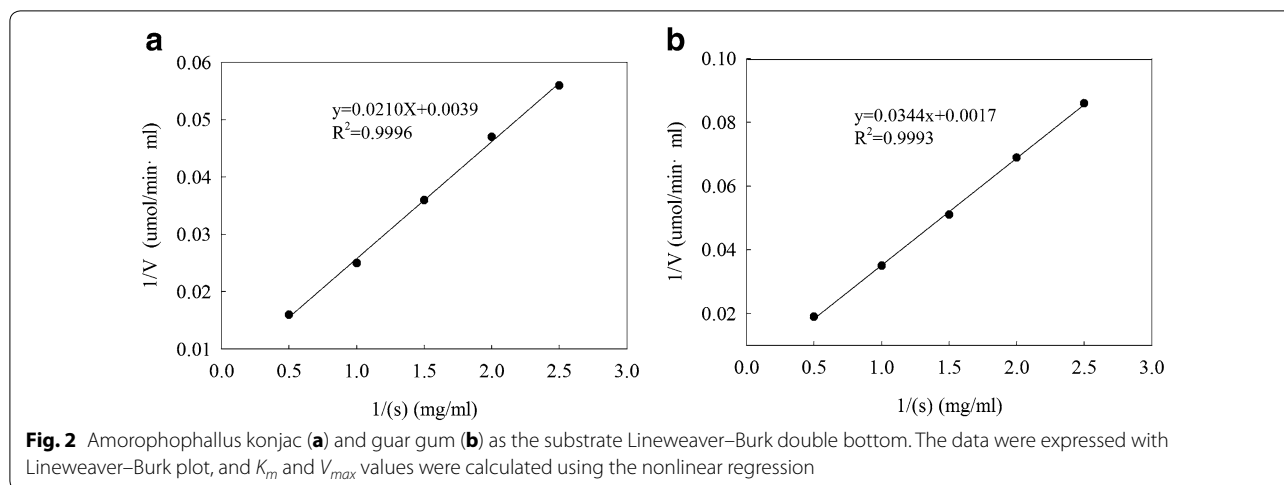 a
0.06
0.05
0.04
0.03
0.02
0.01
1/V (umol/min· ml)
y=0.0210X+0.0039
R²=0.9996
0.0 0.5 1.0 1.5 2.0 2.5 3.0
1/(s) (mg/ml)
b
0.10
0.08
0.06
0.04
0.02
1/V (umol/min· ml)
y=0.0344x+0.0017
R²=0.9993
0.0 0.5 1.0 1.5 2.0 2.5 3.0
1/(s) (mg/ml)
Fig. 2 Amorophophallus konjac (a) and guar gum (b) as the substrate Lineweaver–Burk double bottom. The data were expressed with
Lineweaver–Burk plot, and Km and Vmax values were calculated using the nonlinear regression